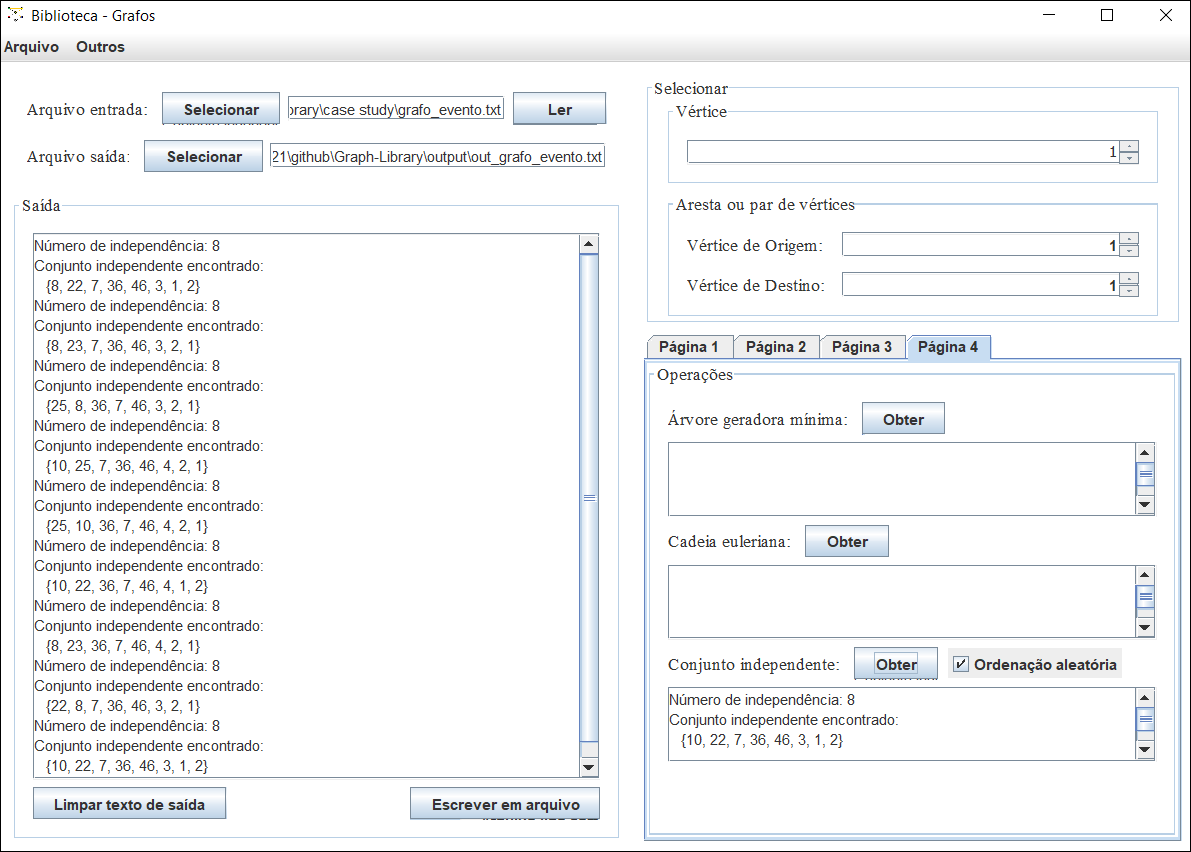 Biblioteca - Grafos
Arquivo Outros
Arquivo entrada: Selecionar rary\case study\grafo_evento.txt Ler
Arquivo saída: Selecionar 21\github\Graph-Library\output\out_grafo_evento.txt
Saída
Número de independência: 8
Conjunto independente encontrado:
{8, 22, 7, 36, 46, 3, 1, 2}
Número de independência: 8
Conjunto independente encontrado:
{8, 23, 7, 36, 46, 3, 2, 1}
Número de independência: 8
Conjunto independente encontrado:
{25, 8, 36, 7, 46, 3, 2, 1}
Número de independência: 8
Conjunto independente encontrado:
{10, 25, 7, 36, 46, 4, 2, 1}
Número de independência: 8
Conjunto independente encontrado:
{25, 10, 36, 7, 46, 4, 2, 1}
Número de independência: 8
Conjunto independente encontrado:
{10, 22, 36, 7, 46, 4, 1, 2}
Número de independência: 8
Conjunto independente encontrado:
{8, 23, 36, 7, 46, 4, 2, 1}
Número de independência: 8
Conjunto independente encontrado:
{22, 8, 7, 36, 46, 3, 2, 1}
Número de independência: 8
Conjunto independente encontrado:
{10, 22, 7, 36, 46, 3, 1, 2}
Limpar texto de saída Escrever em arquivo
Selecionar
Vértice
1
Aresta ou par de vértices
Vértice de Origem: 1
Vértice de Destino: 1
Página 1 Página 2 Página 3 Página 4
Operações
Árvore geradora mínima: Obter
Cadeia euleriana: Obter
Conjunto independente: Obter Ordenação aleatória
Número de independência: 8
Conjunto independente encontrado:
{10, 22, 7, 36, 46, 3, 1, 2}